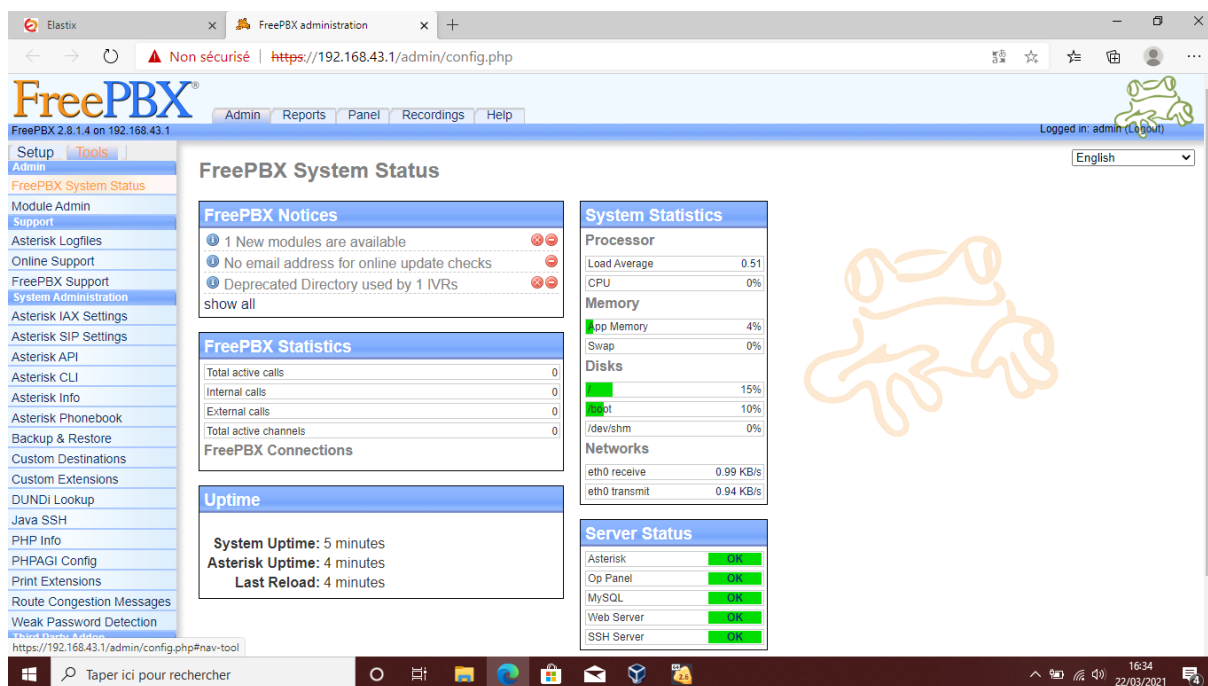 Elastix
FreePBX administration
Non sécurisé | https://192.168.43.1/admin/config.php
FreePBX®
Admin Reports Panel Recordings Help
FreePBX 2.8.1.4 on 192.168.43.1
Logged in: admin (Logout)
Setup Tools
English
Admin
FreePBX System Status
Module Admin
Support
Asterisk Logfiles
Online Support
FreePBX Support
System Administration
Asterisk IAX Settings
Asterisk SIP Settings
Asterisk API
Asterisk CLI
Asterisk Info
Asterisk Phonebook
Backup & Restore
Custom Destinations
Custom Extensions
DUNDi Lookup
Java SSH
PHP Info
PHPAGI Config
Print Extensions
Route Congestion Messages
Weak Password Detection
Third Party Addon
https://192.168.43.1/admin/config.php#nav-tool
FreePBX System Status
FreePBX Notices
1 New modules are available
No email address for online update checks
Deprecated Directory used by 1 IVRs
show all
FreePBX Statistics
Total active calls 0
Internal calls 0
External calls 0
Total active channels 0
FreePBX Connections
Uptime
System Uptime: 5 minutes
Asterisk Uptime: 4 minutes
Last Reload: 4 minutes
System Statistics
Processor
Load Average 0.51
CPU 0%
Memory
App Memory 4%
Swap 0%
Disks
/ 15%
/boot 10%
/dev/shm 0%
Networks
eth0 receive 0.99 KB/s
eth0 transmit 0.94 KB/s
Server Status
Asterisk OK
Op Panel OK
MySQL OK
Web Server OK
SSH Server OK
Taper ici pour rechercher
2.6
16:34
22/03/2021
4